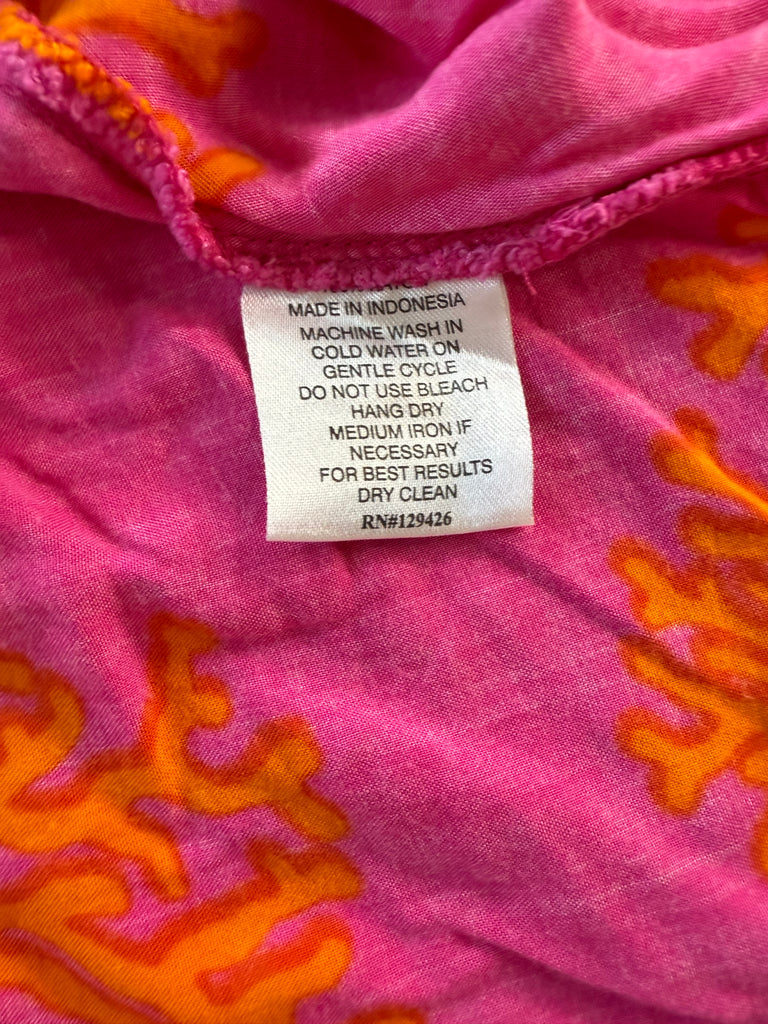 MADE IN INDONESIA
MACHINE WASH IN
COLD WATER ON
GENTLE CYCLE
DO NOT USE BLEACH
HANG DRY
MEDIUM IRON IF
NECESSARY
FOR BEST RESULTS
DRY CLEAN
RN#129426